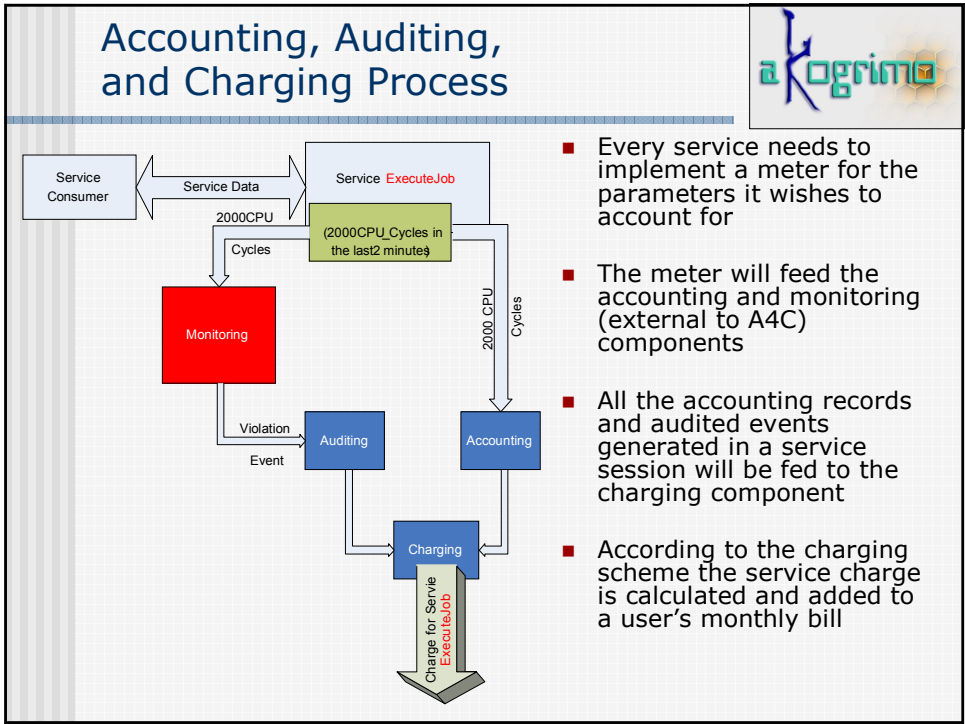 Accounting, Auditing,
and Charging Process
akogrimo
Service
Consumer
Service Data
Service ExecuteJob
2000CPU
Cycles
(2000CPU_Cycles in
the last2 minutes)
2000 CPU
Cycles
Monitoring
Violation
Event
Auditing
Accounting
Charging
Charge for Servie
ExecuteJob
■ Every service needs to
implement a meter for the
parameters it wishes to
account for
■ The meter will feed the
accounting and monitoring
(external to A4C)
components
■ All the accounting records
and audited events
generated in a service
session will be fed to the
charging component
■ According to the charging
scheme the service charge
is calculated and added to
a user’s monthly bill